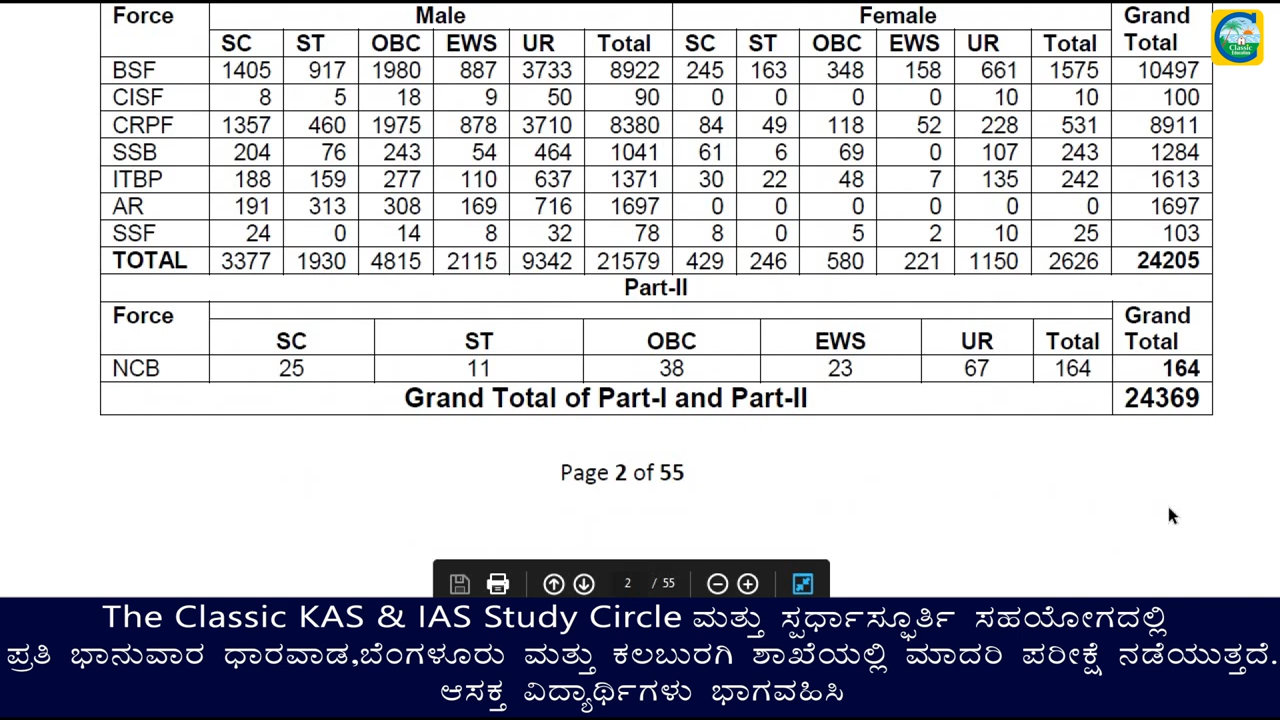 Force Male Female Grand Total
SC ST OBC EWS UR Total SC ST OBC EWS UR Total
BSF 1405 917 1980 887 3733 8922 245 163 348 158 661 1575 10497
CISF 8 5 18 9 50 90 0 0 0 0 10 10 100
CRPF 1357 460 1975 878 3710 8380 84 49 118 52 228 531 8911
SSB 204 76 243 54 464 1041 61 6 69 0 107 243 1284
ITBP 188 159 277 110 637 1371 30 22 48 7 135 242 1613
AR 191 313 308 169 716 1697 0 0 0 0 0 0 1697
SSF 24 0 14 8 32 78 8 0 5 2 10 25 103
TOTAL 3377 1930 4815 2115 9342 21579 429 246 580 221 1150 2626 24205
Part-II
Force Grand Total
SC ST OBC EWS UR Total
NCB 25 11 38 23 67 164 164
Grand Total of Part-I and Part-II 24369
Page 2 of 55
2 / 55
The Classic KAS & IAS Study Circle ಮತ್ತು ಸ್ಪರ್ಧಾಸ್ಫೂರ್ತಿ ಸಹಯೋಗದಲ್ಲಿ
ಪ್ರತಿ ಭಾನುವಾರ ಧಾರವಾಡ,ಬೆಂಗಳೂರು ಮತ್ತು ಕಲಬುರಗಿ ಶಾಖೆಯಲ್ಲಿ ಮಾದರಿ ಪರೀಕ್ಷೆ ನಡೆಯುತ್ತದೆ.
ಆಸಕ್ತ ವಿದ್ಯಾರ್ಥಿಗಳು ಭಾಗವಹಿಸಿ
Classic
Education